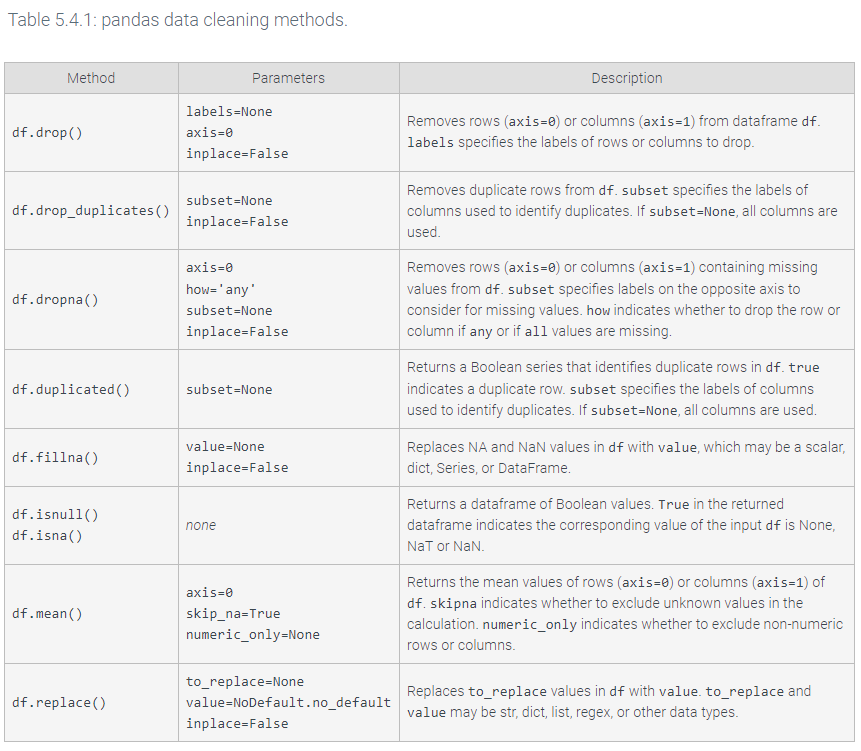 Table 5.4.1: pandas data cleaning methods.
Method Parameters Description
df.drop()
labels=None
axis=0
inplace=False
Removes rows (axis=0) or columns (axis=1) from dataframe df.
labels specifies the labels of rows or columns to drop.
df.drop_duplicates()
subset=None
inplace=False
Removes duplicate rows from df. subset specifies the labels of
columns used to identify duplicates. If subset=None, all columns are
used.
df.dropna()
axis=0
how='any'
subset=None
inplace=False
Removes rows (axis=0) or columns (axis=1) containing missing
values from df. subset specifies labels on the opposite axis to
consider for missing values. how indicates whether to drop the row or
column if any or if all values are missing.
df.duplicated()
subset=None
Returns a Boolean series that identifies duplicate rows in df. true
indicates a duplicate row. subset specifies the labels of columns
used to identify duplicates. If subset=None, all columns are used.
df.fillna()
value=None
inplace=False
Replaces NA and NaN values in df with value, which may be a scalar,
dict, Series, or DataFrame.
df.isnull()
df.isna()
none
Returns a dataframe of Boolean values. True in the returned
dataframe indicates the corresponding value of the input df is None,
NaT or NaN.
df.mean()
axis=0
skip_na=True
numeric_only=None
Returns the mean values of rows (axis=0) or columns (axis=1) of
df. skipna indicates whether to exclude unknown values in the
calculation. numeric_only indicates whether to exclude non-numeric
rows or columns.
df.replace()
to_replace=None
value=NoDefault.no_default
inplace=False
Replaces to_replace values in df with value. to_replace and
value may be str, dict, list, regex, or other data types.